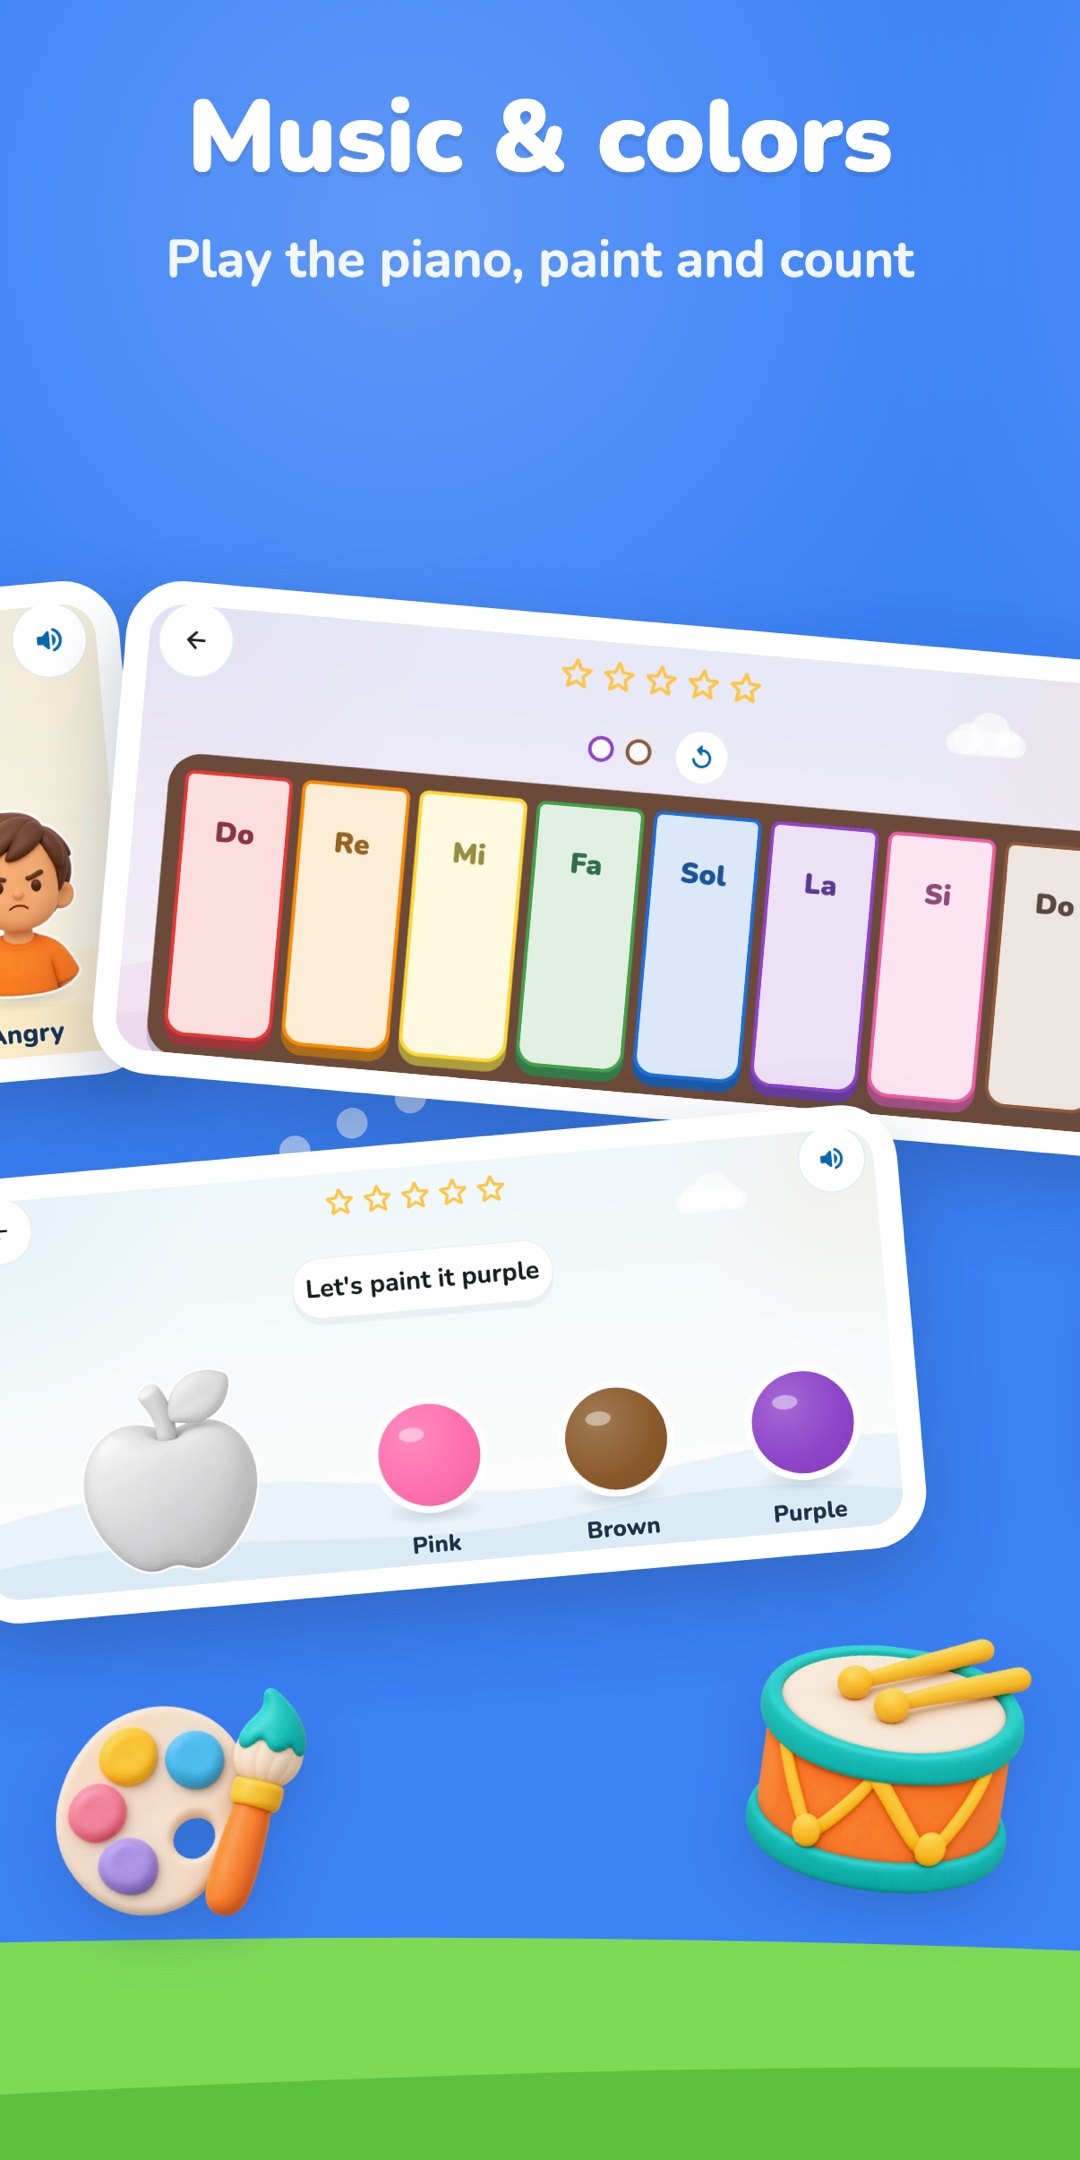 Music & colors
Play the piano, paint and count
Angry
Do Re Mi Fa Sol La Si Do
Let's paint it purple
Pink Brown Purple